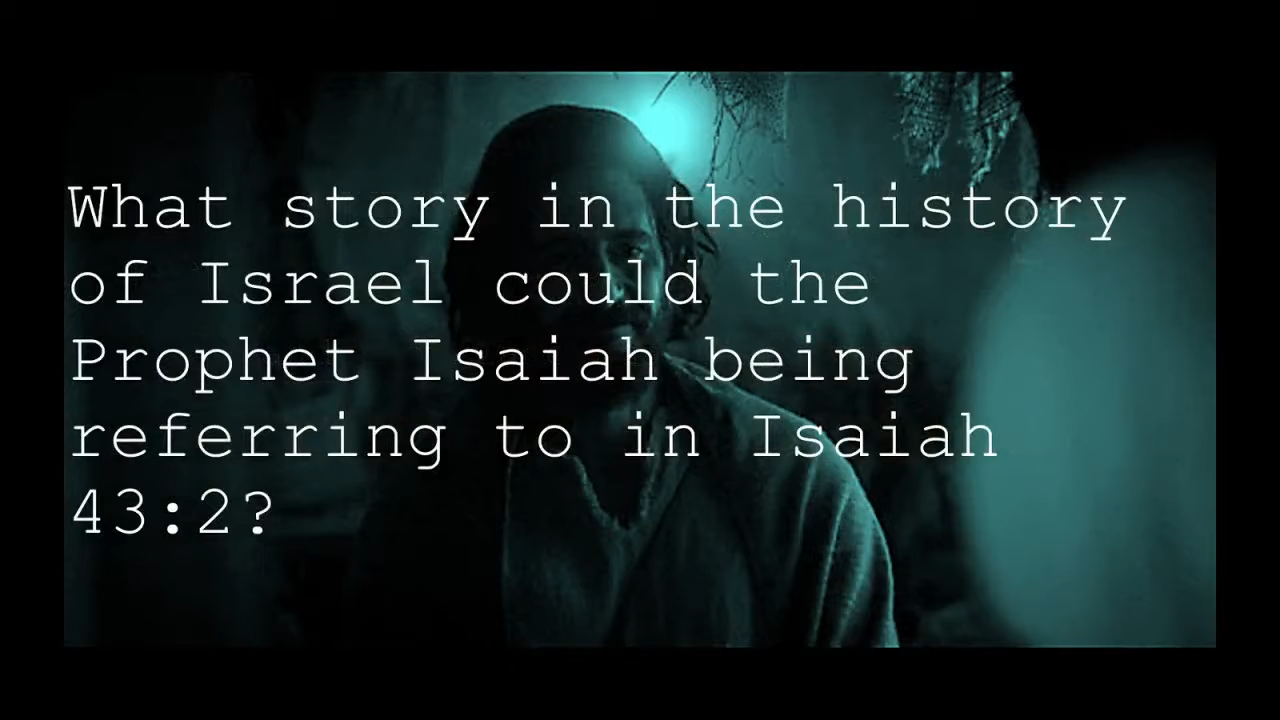 What story in the history
of Israel could the
Prophet Isaiah being
referring to in Isaiah
43:2?